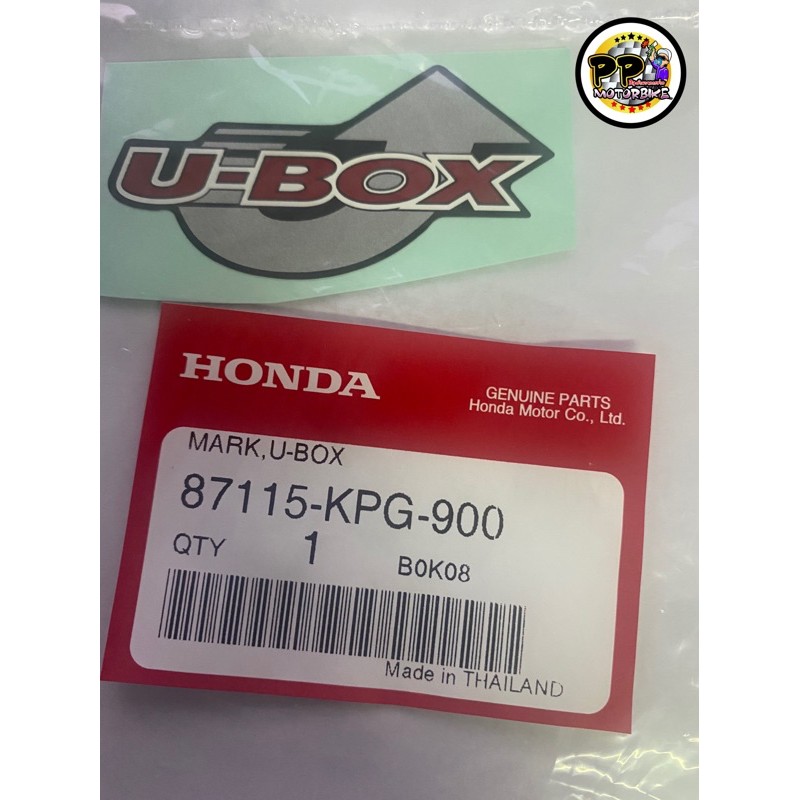 PP
MOTORBIKE
U-BOX
HONDA
GENUINE PARTS
Honda Motor Co., Ltd.
MARK,U-BOX
87115-KPG-900
QTY 1 B0K08
Made in THAILAND